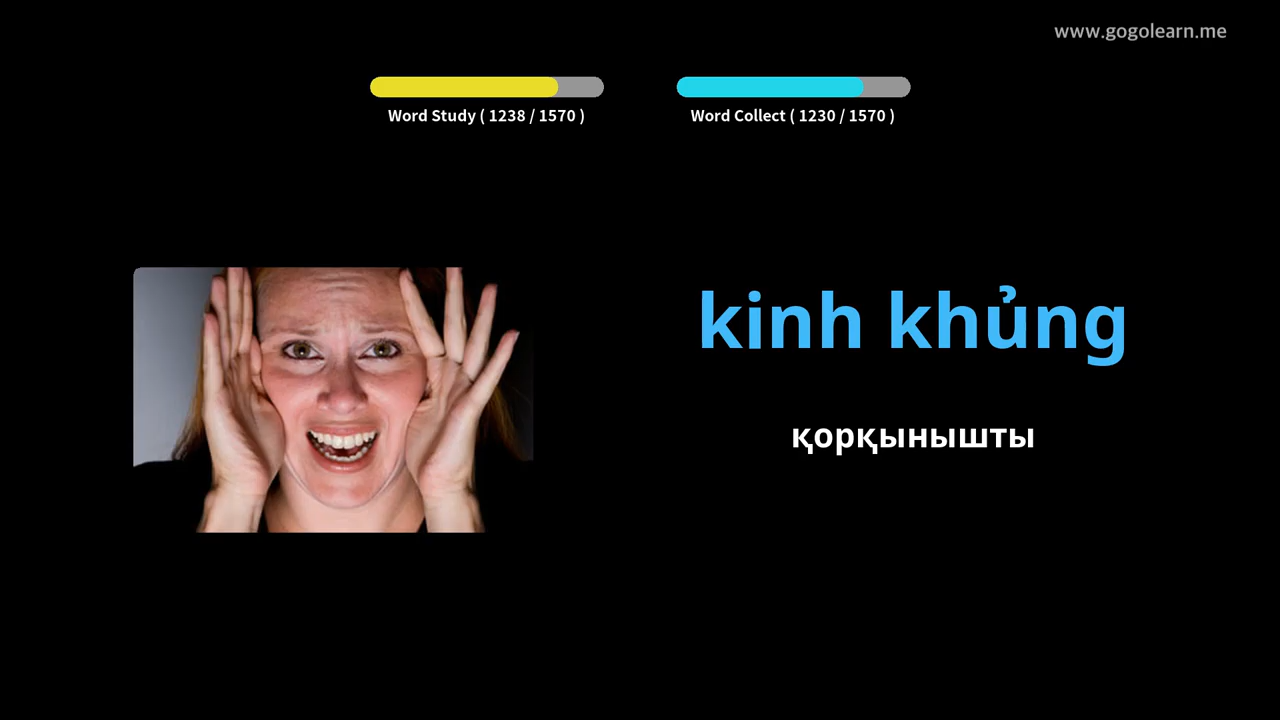 www.gogolearn.me
Word Study ( 1238 / 1570 )
Word Collect ( 1230 / 1570 )
kinh khủng
қорқынышты